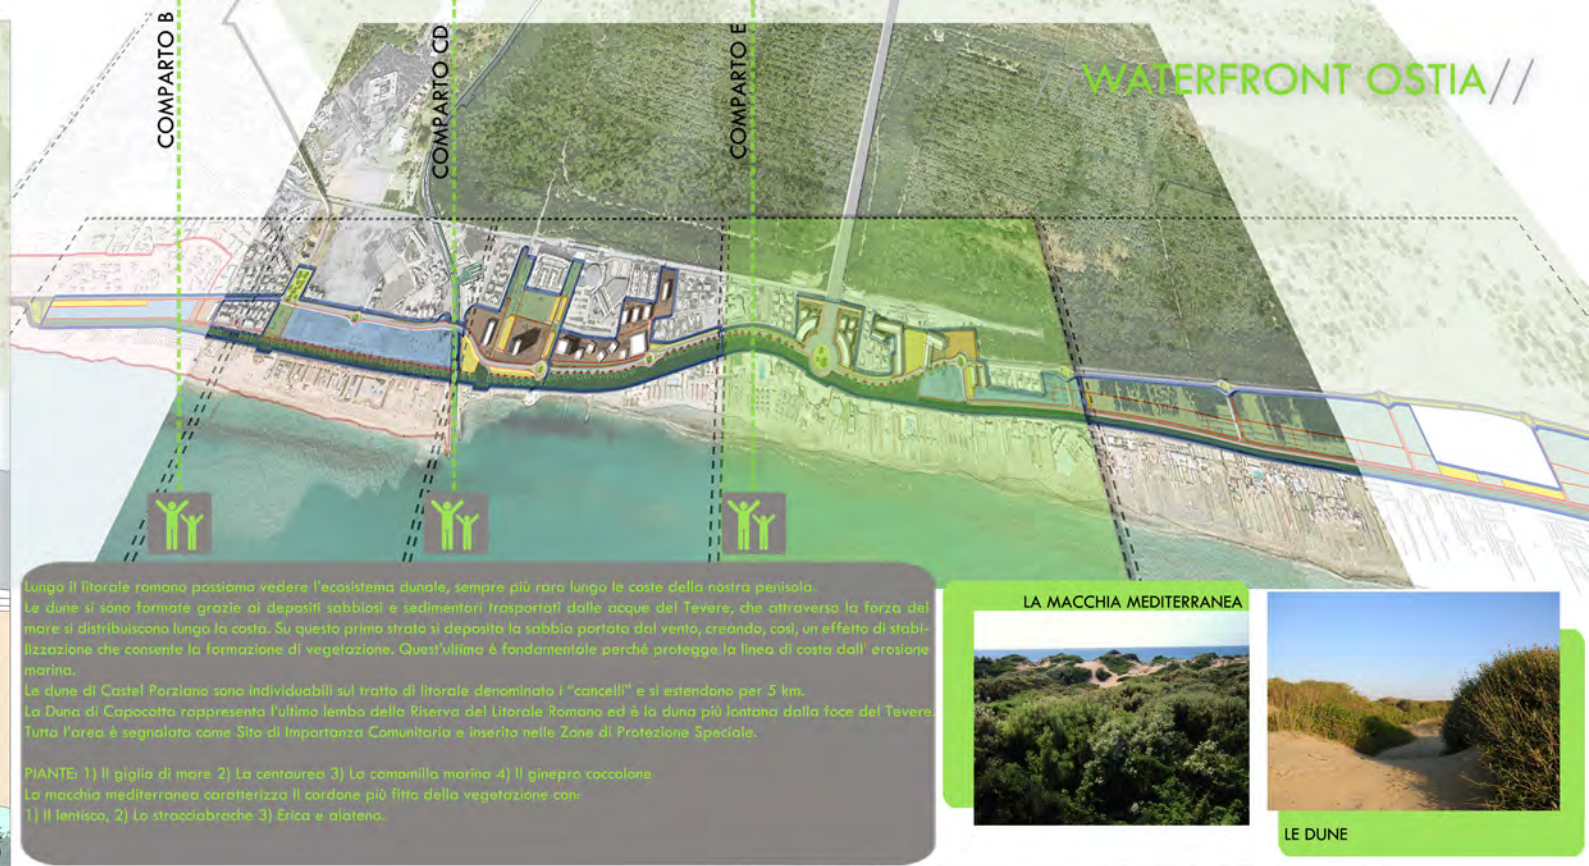 COMPARTO B
COMPARTO CD
COMPARTO E
// WATERFRONT OSTIA//
Lungo il litorale romano possiamo vedere l'ecosistema dunale, sempre più raro lungo le coste della nostra penisola.
Le dune si sono formate grazie ai depositi sabbiosi e sedimentari trasportati dalle acque del Tevere, che attraverso la forza del
mare si distribuiscono lungo la costa. Su questo primo strato si deposita la sabbia portata dal vento, creando, così, un effetto di stabi-
lizzazione che consente la formazione di vegetazione. Quest'ultima è fondamentale perché protegge la linea di costa dall' erosione
marina.
Le dune di Castel Porziano sono individuabili sul tratto di litorale denominato i "cancelli" e si estendono per 5 km.
La Duna di Capocotta rappresenta l'ultimo lembo della Riserva del Litorale Romano ed è la duna più lontana dalla foce del Tevere.
Tutta l'area è segnalata come Sito di Importanza Comunitaria e inserita nelle Zone di Protezione Speciale.
PIANTE: 1) Il giglio di mare 2) La centaurea 3) La camomilla marina 4) Il ginepro coccolone
La macchia mediterranea caratterizza il cordone più fitto della vegetazione con:
1) Il lentisco, 2) Lo stracciabrache 3) Erica e alaterno.
LA MACCHIA MEDITERRANEA
LE DUNE